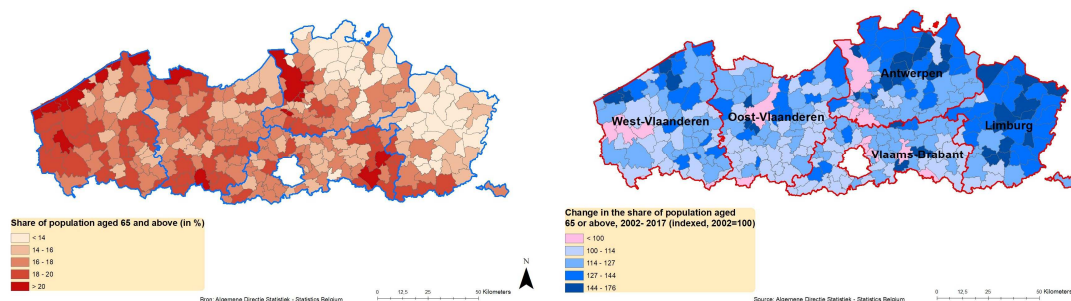 Share of population aged 65 and above (in %)
< 14
14 - 16
16 - 18
18 - 20
> 20
Bron: Algemene Directie Statistiek - Statistics Belgium
N
0 12,5 25 50 Kilometers
Antwerpen
West-Vlaanderen
Oost-Vlaanderen
Limburg
Vlaams-Brabant
Change in the share of population aged
65 or above, 2002- 2017 (indexed, 2002=100)
< 100
100 - 114
114 - 127
127 - 144
144 - 176
Source: Algemene Directie Statistiek - Statistics Belgium
0 12,5 25 50 Kilometers